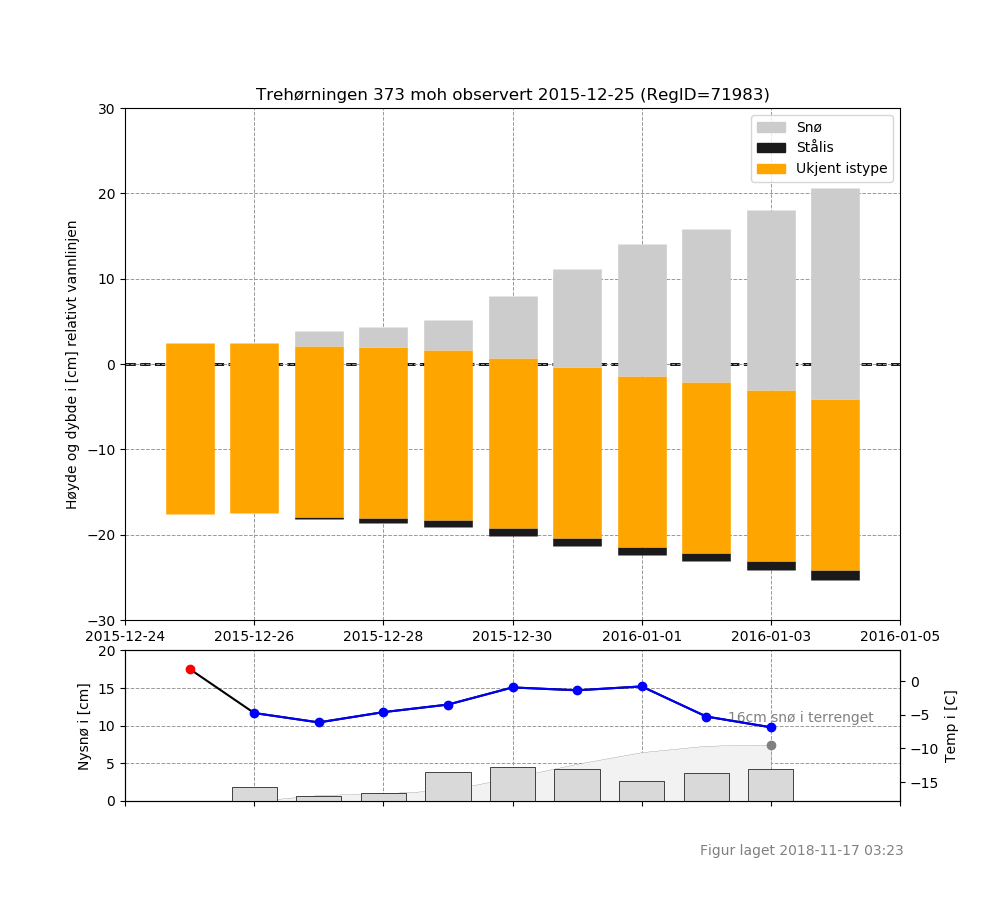 Trehørningen 373 moh observert 2015-12-25 (RegID=71983)
Snø
Stålis
Ukjent istype
Høyde og dybde i [cm] relativt vannlinjen
30
20
10
0
−10
−20
−30
2015-12-24 2015-12-26 2015-12-28 2015-12-30 2016-01-01 2016-01-03 2016-01-05
Nysnø i [cm]
20
15
10
5
0
16cm snø i terrenget
0
−5
−10
−15
Temp i [C]
Figur laget 2018-11-17 03:23